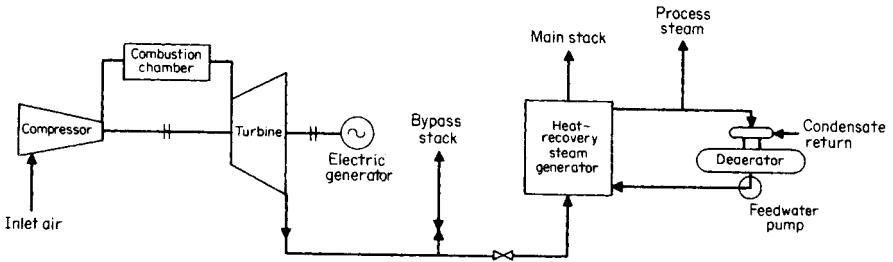 Combustion
chamber
Compressor
Turbine
Electric
generator
Inlet air
Bypass
stack
Main stack
Process
steam
Heat-
recovery
steam
generator
Condensate
return
Deaerator
Feedwater
pump